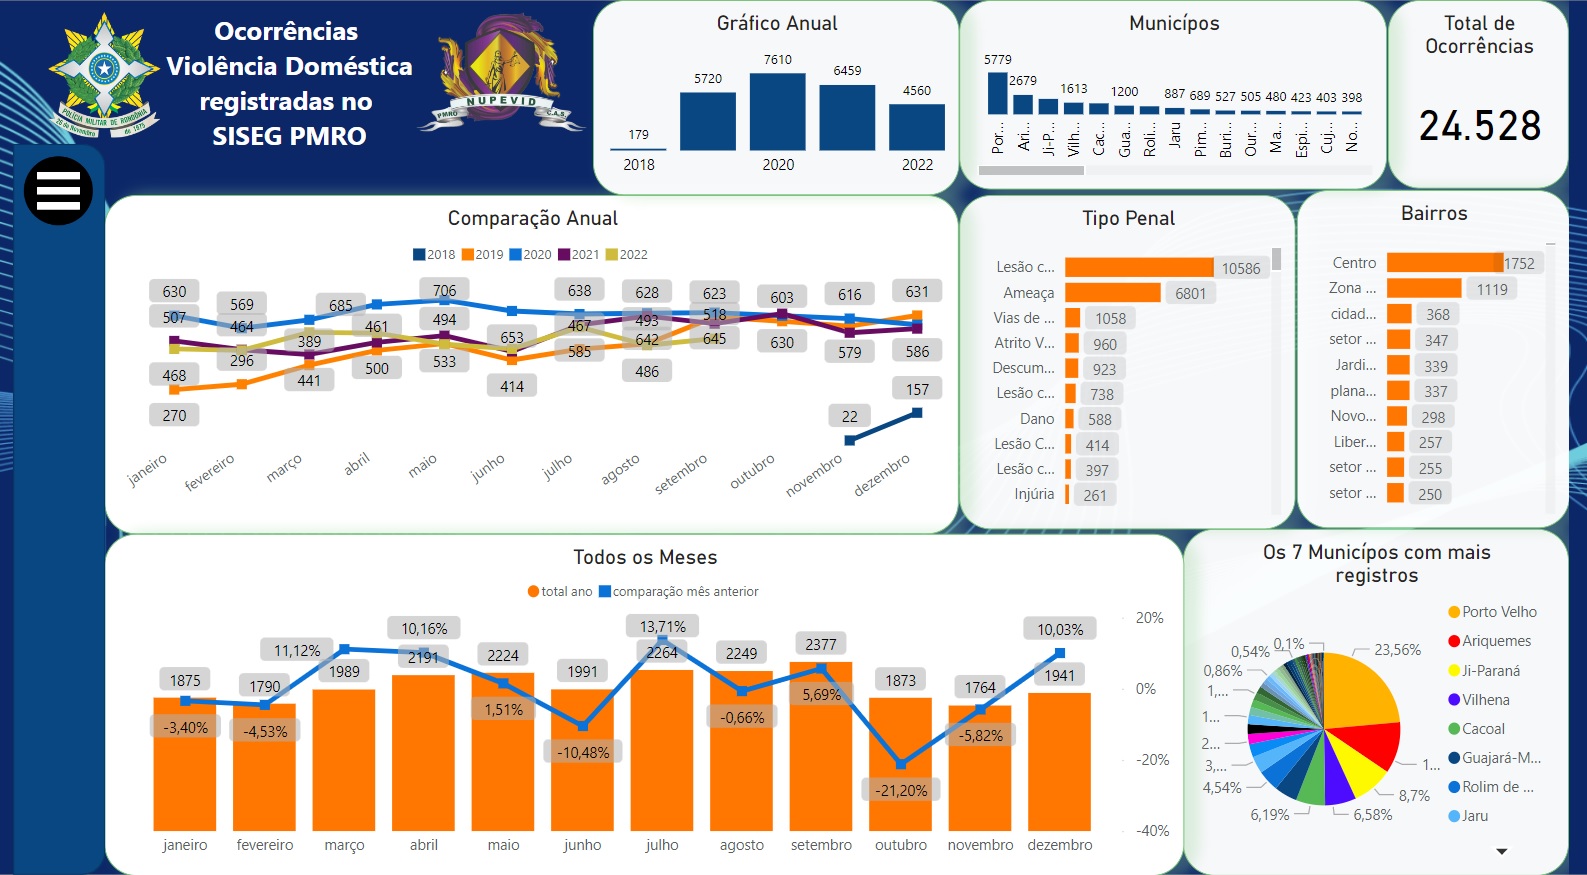 Ocorrências
Violência Doméstica
registradas no
SISEG PMRO
POLÍCIA MILITAR DE RONDÔNIA
NUPEVID
PMRO
C.A.S.
Gráfico Anual
179
5720
7610
6459
4560
2018
2020
2022
Municípos
5779
2679
1613
1200
887
689
527
505
480
423
403
398
Por...
Ari...
Ji-P...
Vilh...
Cac...
Gua...
Roli...
Jaru
Pim...
Buri...
Our...
Ma...
Espi...
Cuj...
No...
Total de
Ocorrências
24.528
Comparação Anual
2018 2019 2020 2021 2022
630 569 685 706 638 628 623 603 616 631
507 464 389 461 494 653 467 493 518
468 296 441 500 533 414 585 642 645 630 579 586
270 486 22 157
janeiro
fevereiro
março
abril
maio
junho
julho
agosto
setembro
outubro
novembro
dezembro
Tipo Penal
Lesão c... 10586
Ameaça 6801
Vias de ... 1058
Atrito V... 960
Descum... 923
Lesão c... 738
Dano 588
Lesão C... 414
Lesão c... 397
Injúria 261
Bairros
Centro 1752
Zona ... 1119
cidad... 368
setor ... 347
Jardi... 339
plana... 337
Novo... 298
Liber... 257
setor ... 255
setor ... 250
Todos os Meses
total ano comparação mês anterior
1875 1790 1989 2191 2224 1991 2264 2249 2377 1873 1764 1941
-3,40% -4,53% 11,12% 10,16% 1,51% -10,48% 13,71% -0,66% 5,69% -21,20% -5,82% 10,03%
20%
0%
-20%
-40%
janeiro fevereiro março abril maio junho julho agosto setembro outubro novembro dezembro
Os 7 Municípos com mais
registros
23,56%
1...
8,7%
6,58%
6,19%
4,54%
3,...
2...
1...
1,...
0,86%
0,54%
0,1%
Porto Velho
Ariquemes
Ji-Paraná
Vilhena
Cacoal
Guajará-M...
Rolim de ...
Jaru